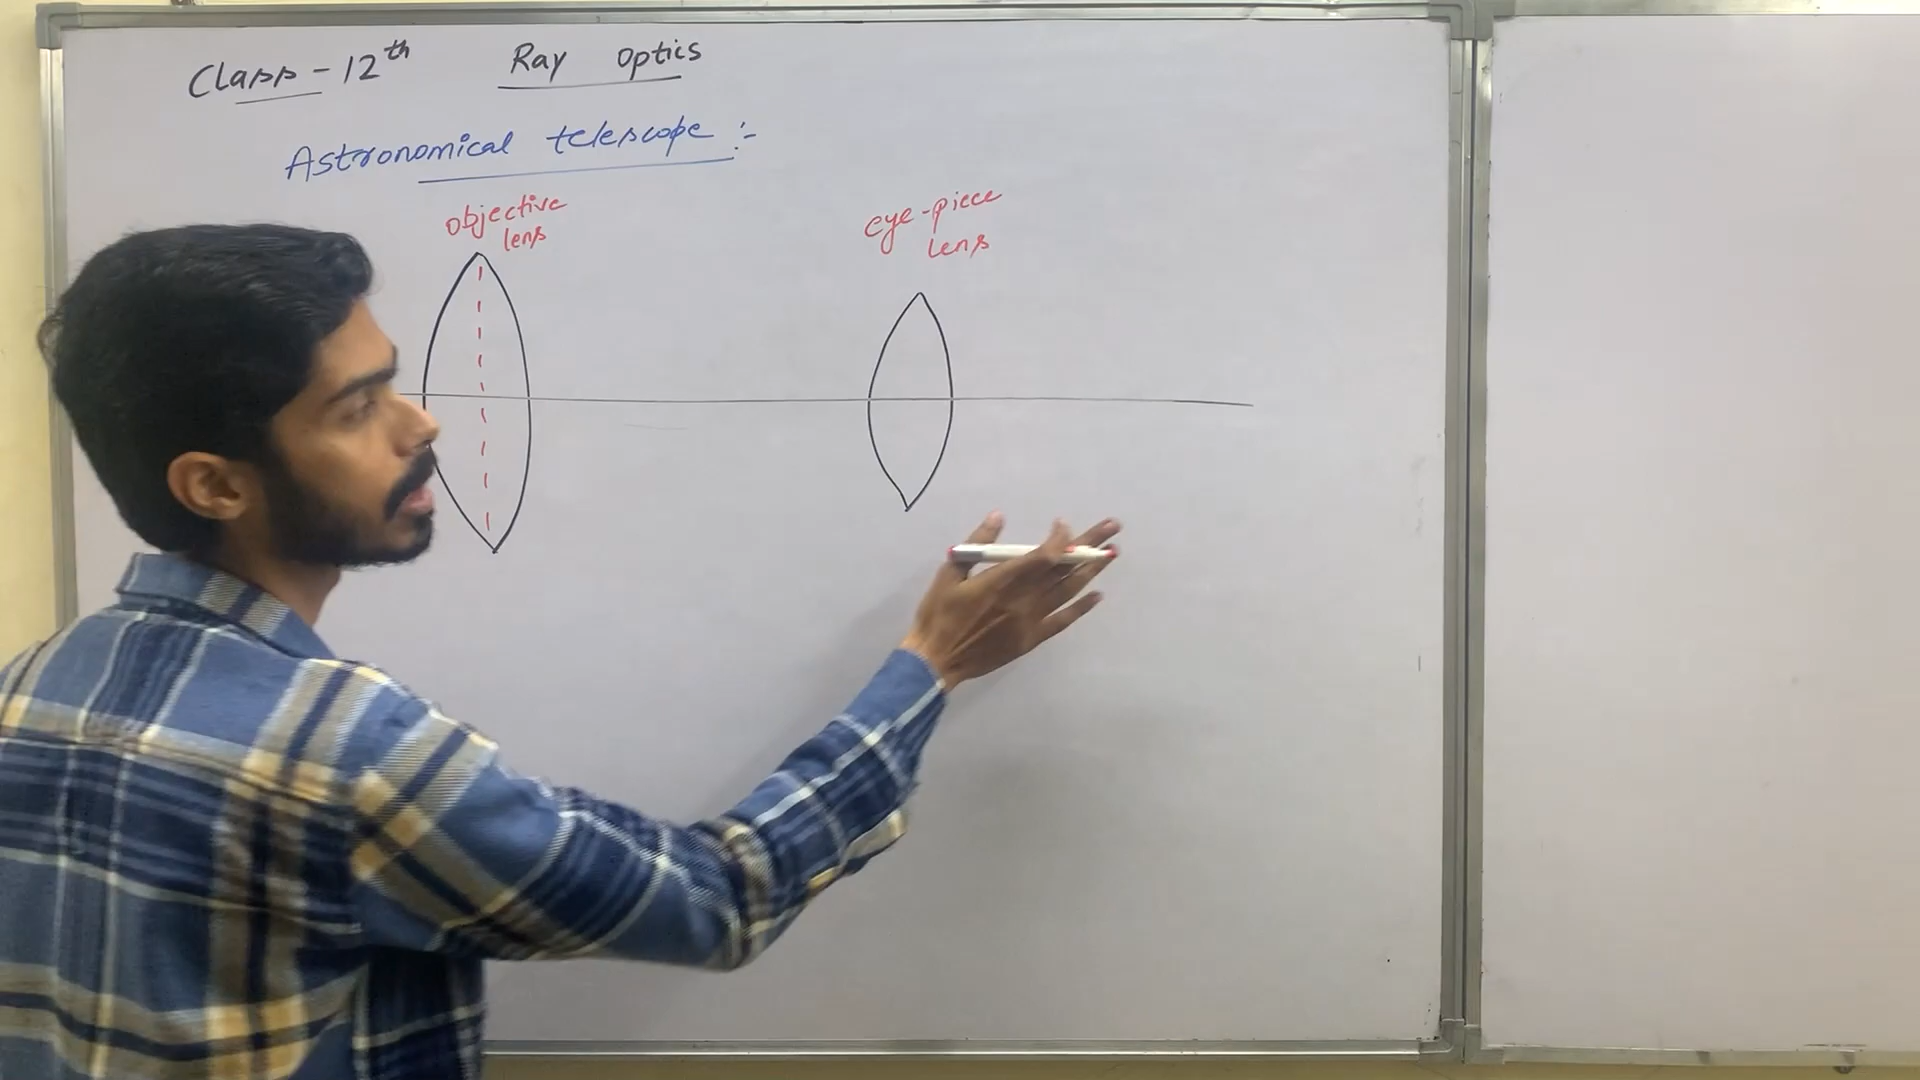 Class-12th Ray Optics
Astronomical telescope :-
objective
lens
eye-piece
lens